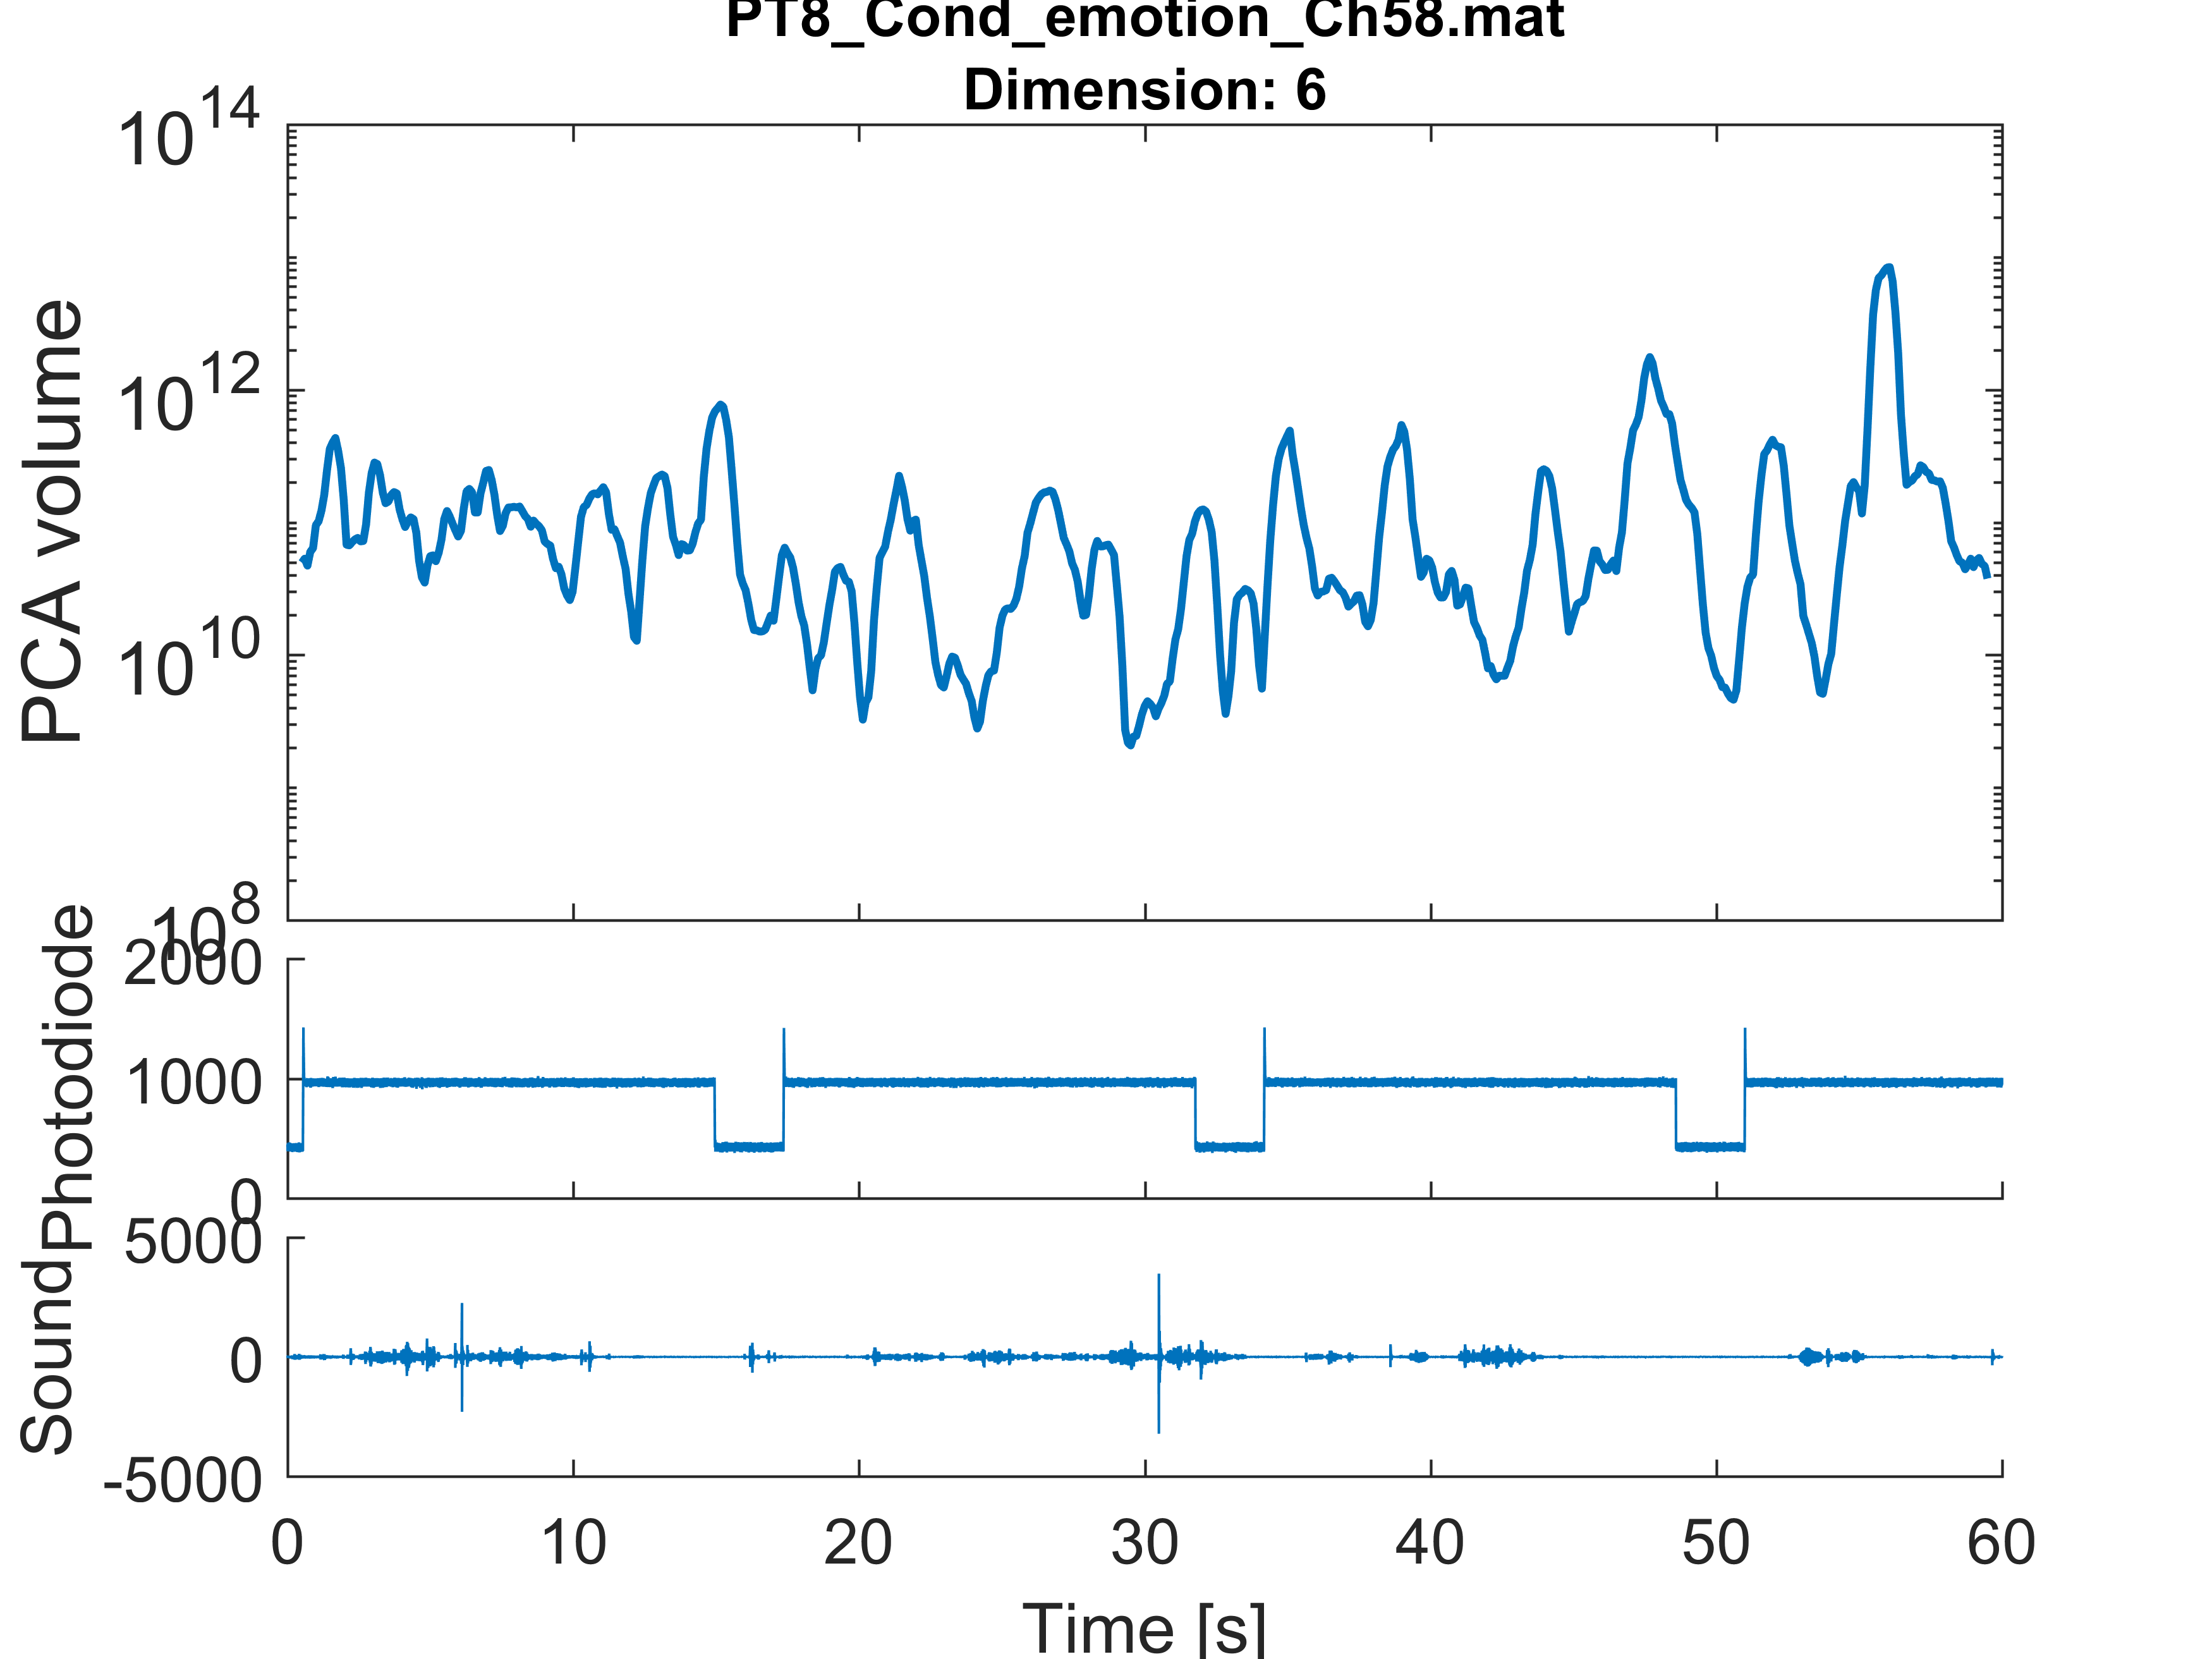 PT8_Cond_emotion_Ch58.mat
Dimension: 6
PCA volume
10^14
10^12
10^10
10^8
Photodiode
2000
1000
0
Sound
5000
0
-5000
0 10 20 30 40 50 60
Time [s]